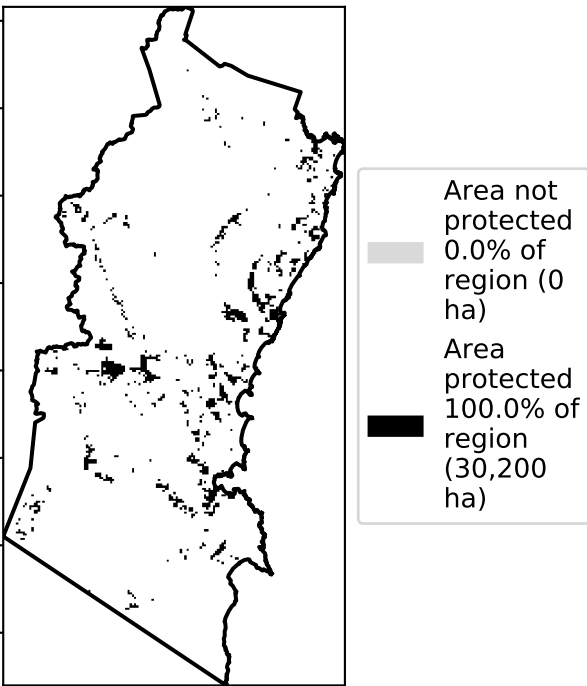 Area not
protected
0.0% of
region (0
ha)
Area
protected
100.0% of
region
(30,200
ha)